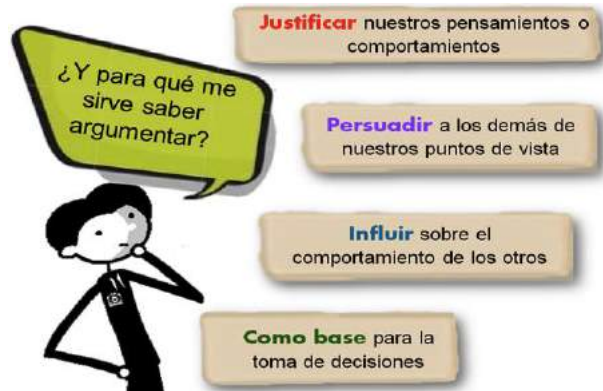 ¿Y para qué me
sirve saber
argumentar?
Justificar nuestros pensamientos o
comportamientos
Persuadir a los demás de
nuestros puntos de vista
Influir sobre el
comportamiento de los otros
Como base para la
toma de decisiones